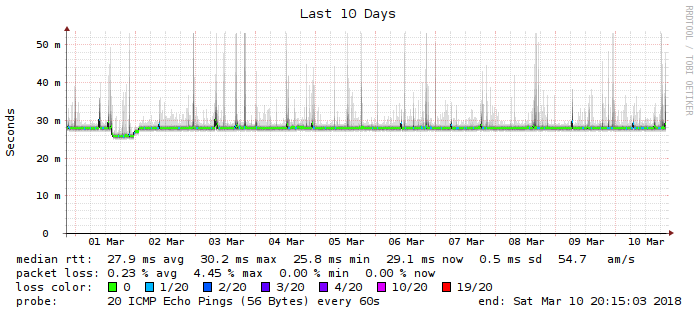 Last 10 Days
RRDTOOL / TOBI OETIKER
Seconds
50 m
40 m
30 m
20 m
10 m
0
01 Mar 02 Mar 03 Mar 04 Mar 05 Mar 06 Mar 07 Mar 08 Mar 09 Mar 10 Mar
median rtt: 27.9 ms avg 30.2 ms max 25.8 ms min 29.1 ms now 0.5 ms sd 54.7 am/s
packet loss: 0.23 % avg 4.45 % max 0.00 % min 0.00 % now
loss color: 0 1/20 2/20 3/20 4/20 10/20 19/20
probe: 20 ICMP Echo Pings (56 Bytes) every 60s end: Sat Mar 10 20:15:03 2018